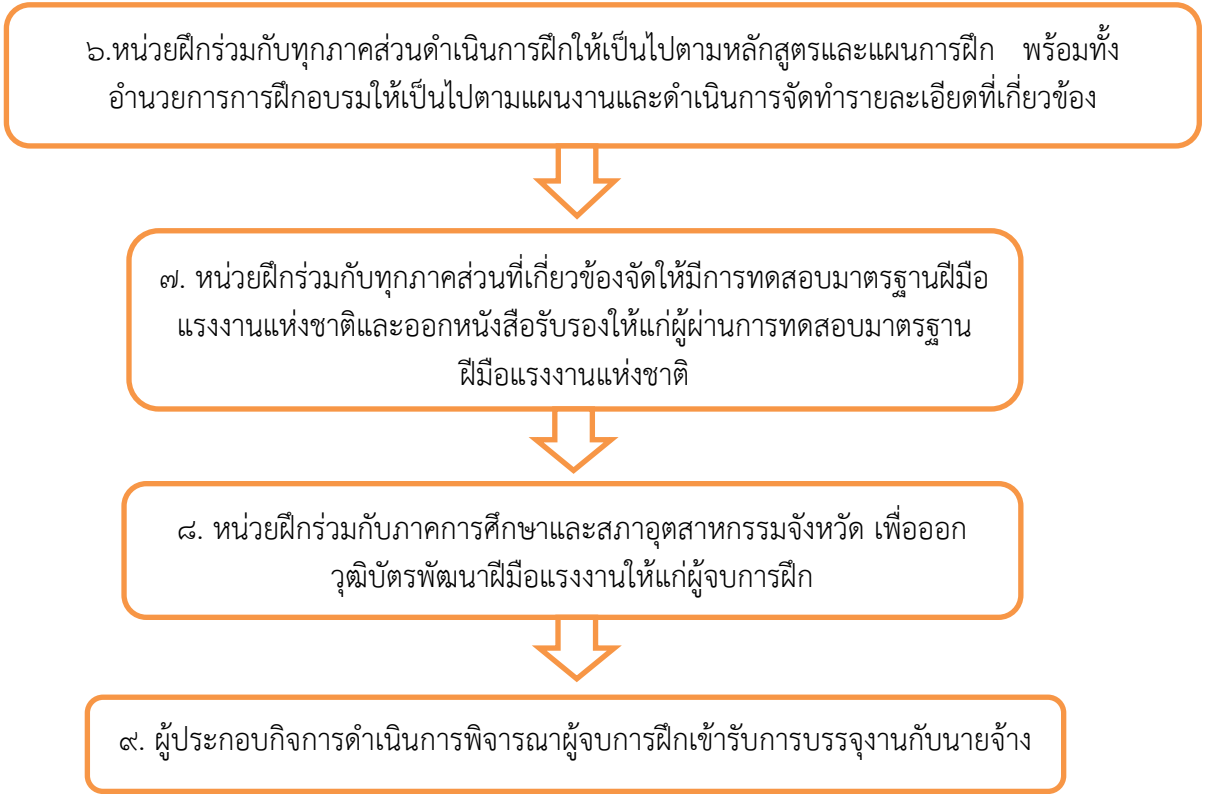 ๖.หน่วยฝึกร่วมกับทุกภาคส่วนดำเนินการฝึกให้เป็นไปตามหลักสูตรและแผนการฝึก พร้อมทั้ง
อำนวยการการฝึกอบรมให้เป็นไปตามแผนงานและดำเนินการจัดทำรายละเอียดที่เกี่ยวข้อง
๗. หน่วยฝึกร่วมกับทุกภาคส่วนที่เกี่ยวข้องจัดให้มีการทดสอบมาตรฐานฝีมือ
แรงงานแห่งชาติและออกหนังสือรับรองให้แก่ผู้ผ่านการทดสอบมาตรฐาน
ฝีมือแรงงานแห่งชาติ
๘. หน่วยฝึกร่วมกับภาคการศึกษาและสภาอุตสาหกรรมจังหวัด เพื่อออก
วุฒิบัตรพัฒนาฝีมือแรงงานให้แก่ผู้จบการฝึก
๙. ผู้ประกอบกิจการดำเนินการพิจารณาผู้จบการฝึกเข้ารับการบรรจุงานกับนายจ้าง